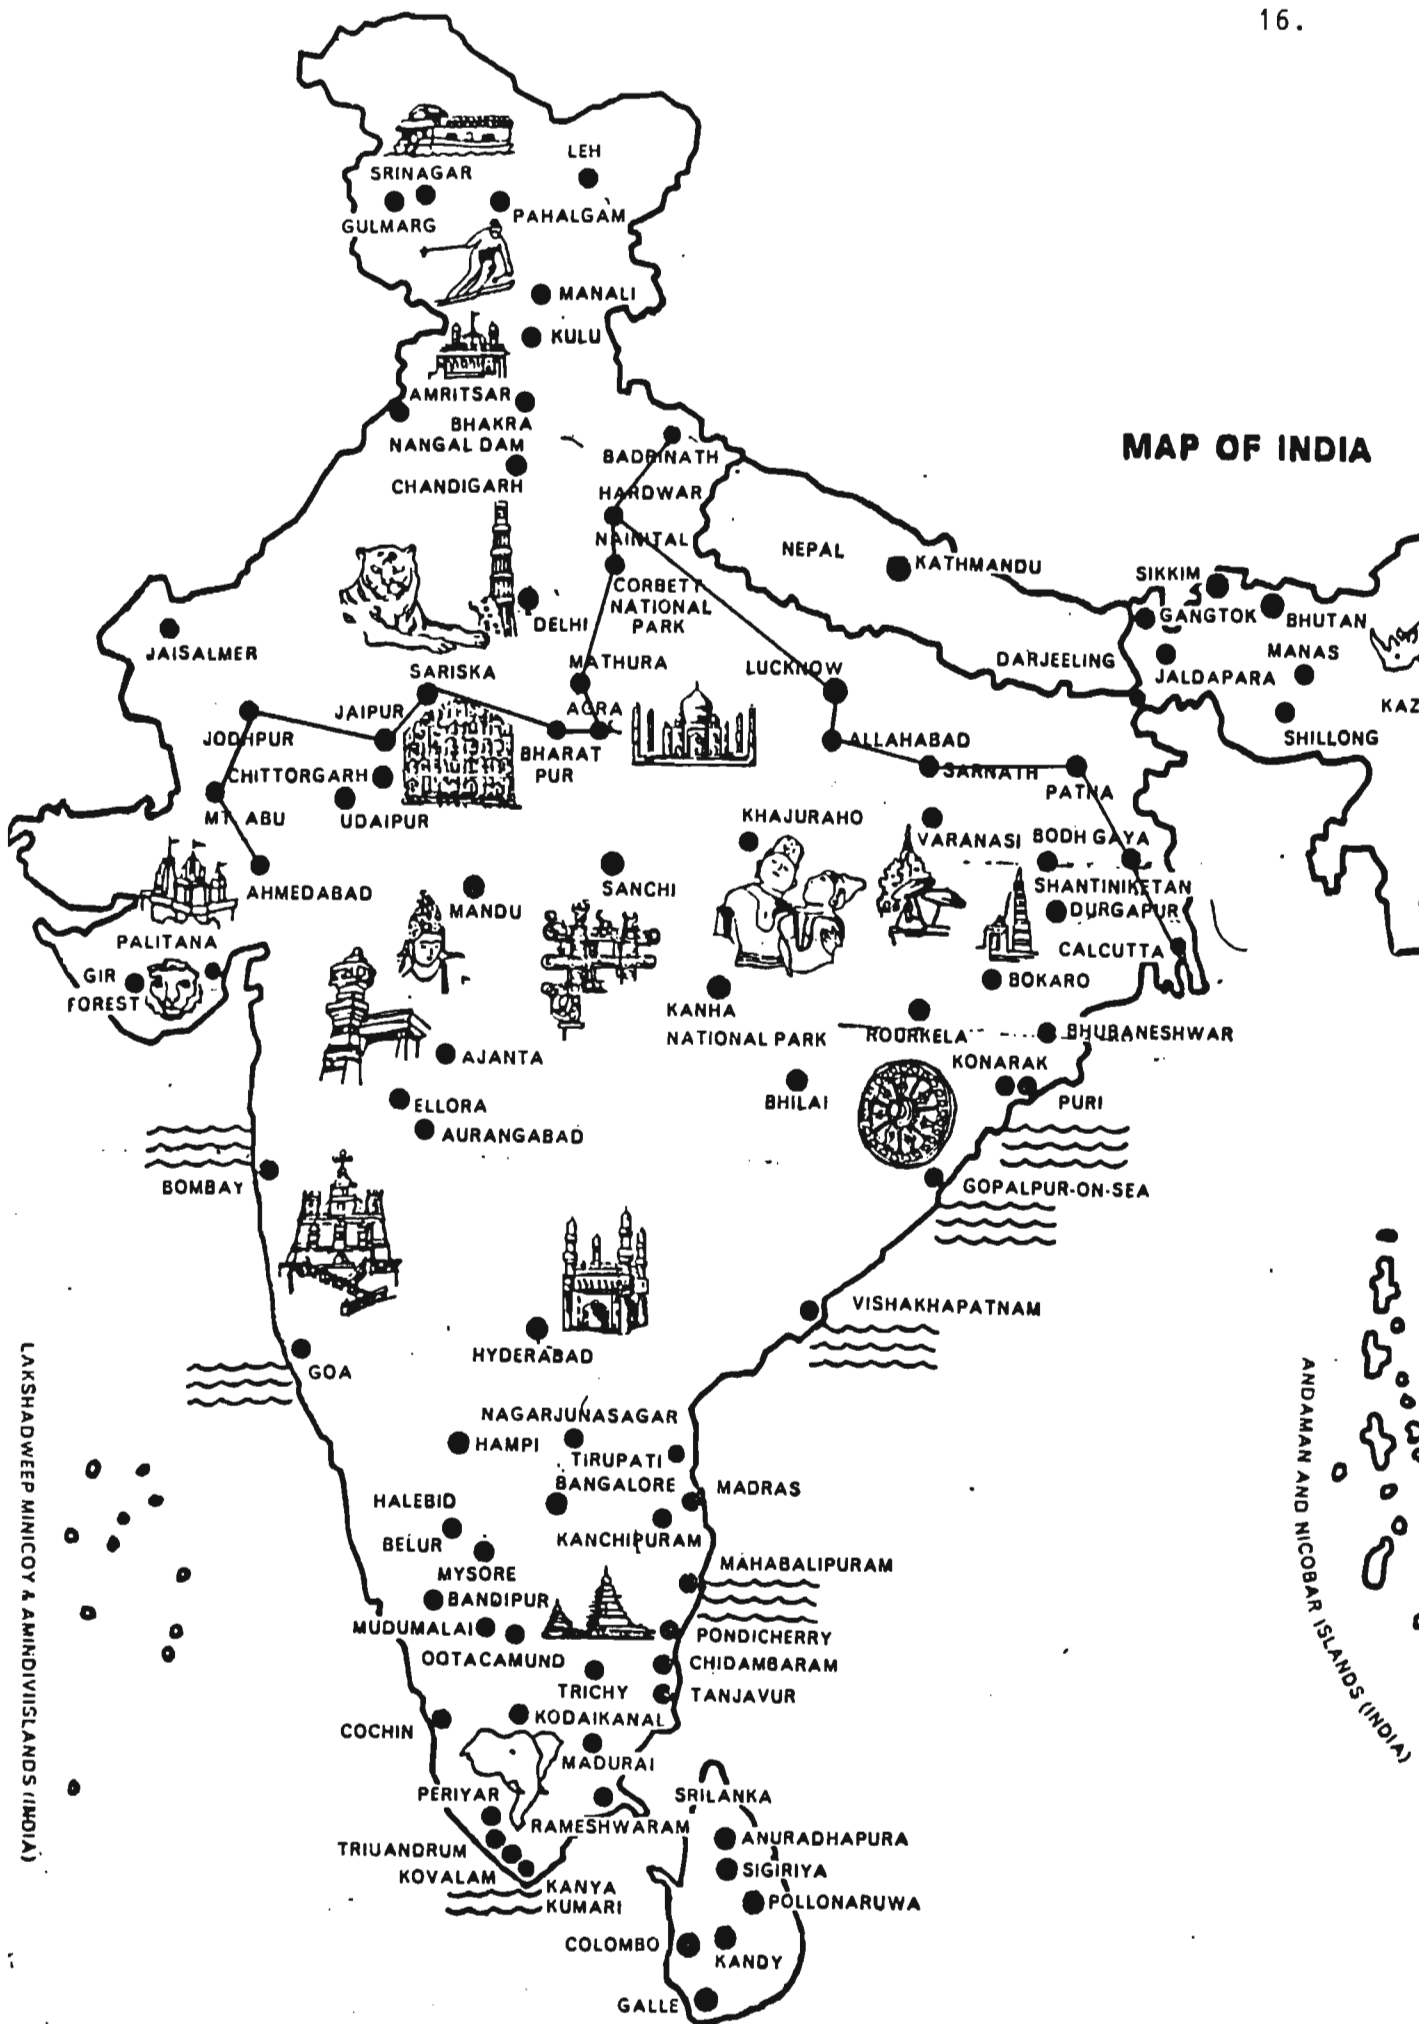 16.
LEH
SRINAGAR
GULMARG
PAHALGAM
MANALI
KULU
AMRITSAR
BHAKRA
NANGAL DAM
CHANDIGARH
BADRINATH
HARDWAR
MAP OF INDIA
NAINITAL
NEPAL
KATHMANDU
CORBETT
NATIONAL
PARK
SIKKIM
GANGTOK
BHUTAN
DELHI
JAISALMER
MANAS
DARJEELING
JALDAPARA
MATHURA
LUCKNOW
SARISKA
KAZ
JAIPUR
AGRA
SHILLONG
JODHPUR
BHARAT
PUR
ALLAHABAD
CHITTORGARH
SARNATH
PATNA
MT. ABU
UDAIPUR
KHAJURAHO
VARANASI
BODH GAYA
AHMEDABAD
SANCHI
SHANTINIKETAN
MANDU
DURGAPUR
PALITANA
CALCUTTA
GIR
FOREST
BOKARO
KANHA
NATIONAL PARK
ROURKELA
BHUBANESHWAR
AJANTA
KONARAK
BHILAI
PURI
ELLORA
AURANGABAD
BOMBAY
GOPALPUR-ON-SEA
VISHAKHAPATNAM
HYDERABAD
GOA
NAGARJUNASAGAR
HAMPI
TIRUPATI
BANGALORE
MADRAS
HALEBID
KANCHIPURAM
BELUR
MYSORE
MAHABALIPURAM
BANDIPUR
MUDUMALAI
PONDICHERRY
OOTACAMUND
CHIDAMBARAM
TRICHY
TANJAVUR
KODAIKANAL
COCHIN
MADURAI
PERIYAR
SRILANKA
RAMESHWARAM
ANURADHAPURA
TRIUANDRUM
SIGIRIYA
KOVALAM
KANYA
KUMARI
POLLONARUWA
COLOMBO
KANDY
GALLE
LAKSHADWEEP MINICOY & AMINDIVI ISLANDS (INDIA)
ANDAMAN AND NICOBAR ISLANDS (INDIA)